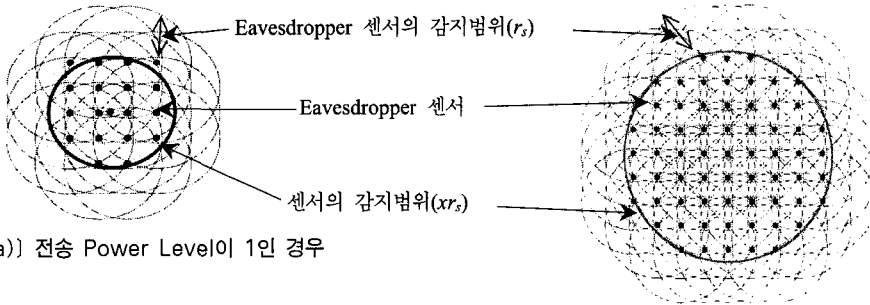 Eavesdropper 센서의 감지범위(rₛ)
Eavesdropper 센서
센서의 감지범위(xrₛ)
a)] 전송 Power Level이 1인 경우